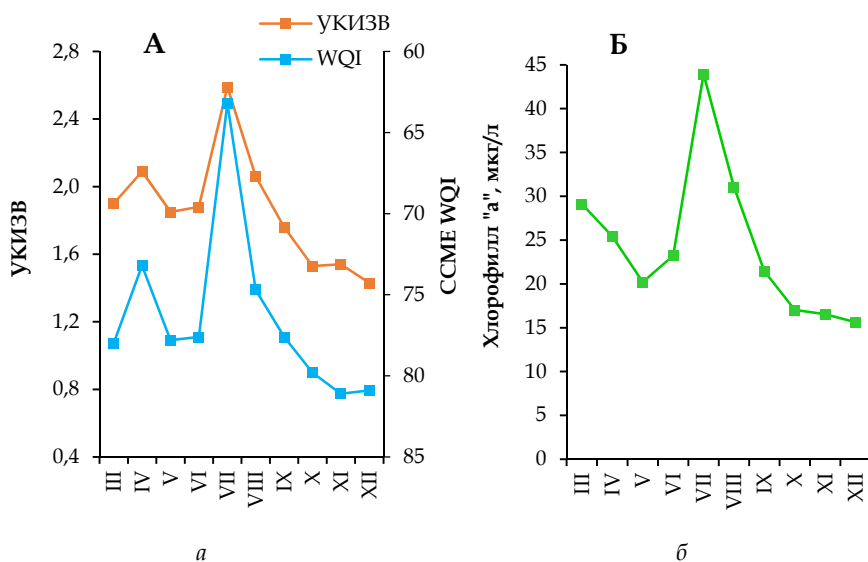 А
УКИЗВ
WQI
2,8
2,4
2,0
1,6
1,2
0,8
0,4
УКИЗВ
60
65
70
75
80
85
CCME WQI
III
IV
V
VI
VII
VIII
IX
X
XI
XII
а
Б
45
40
35
30
25
20
15
10
5
0
Хлорофилл "а", мкг/л
III
IV
V
VI
VII
VIII
IX
X
XI
XII
б